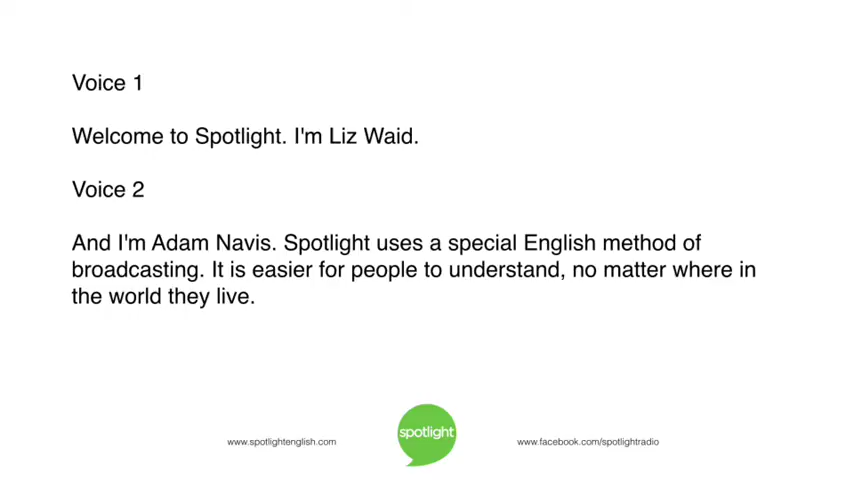 Voice 1
Welcome to Spotlight. I'm Liz Waid.
Voice 2
And I'm Adam Navis. Spotlight uses a special English method of
broadcasting. It is easier for people to understand, no matter where in
the world they live.
www.spotlightenglish.com
spotlight
www.facebook.com/spotlightradio